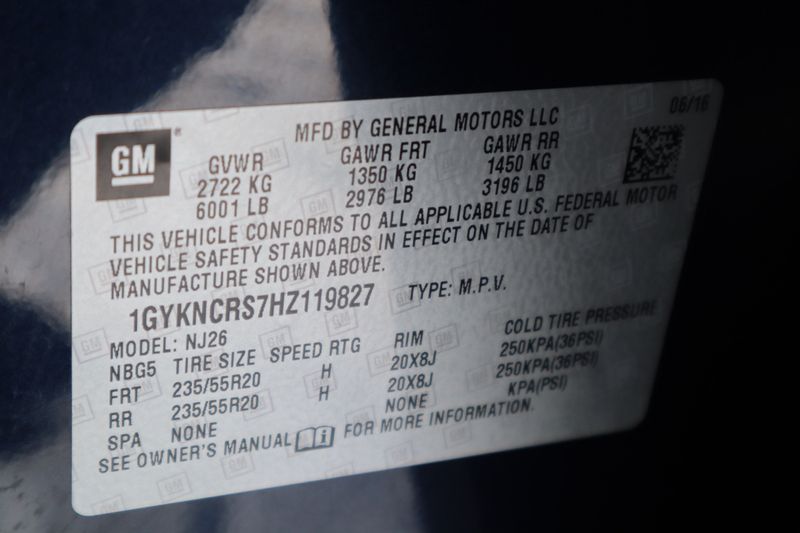 06/16
MFD BY GENERAL MOTORS LLC
GM
GVWR GAWR FRT GAWR RR
2722 KG 1350 KG 1450 KG
6001 LB 2976 LB 3196 LB
THIS VEHICLE CONFORMS TO ALL APPLICABLE U.S. FEDERAL MOTOR
VEHICLE SAFETY STANDARDS IN EFFECT ON THE DATE OF
MANUFACTURE SHOWN ABOVE.
1GYKNCRS7HZ119827 TYPE: M.P.V.
MODEL: NJ26
NBG5 TIRE SIZE SPEED RTG RIM COLD TIRE PRESSURE
FRT 235/55R20 H 20X8J 250KPA(36PSI)
RR 235/55R20 H 20X8J 250KPA(36PSI)
SPA NONE NONE KPA(PSI)
SEE OWNER'S MANUAL FOR MORE INFORMATION.